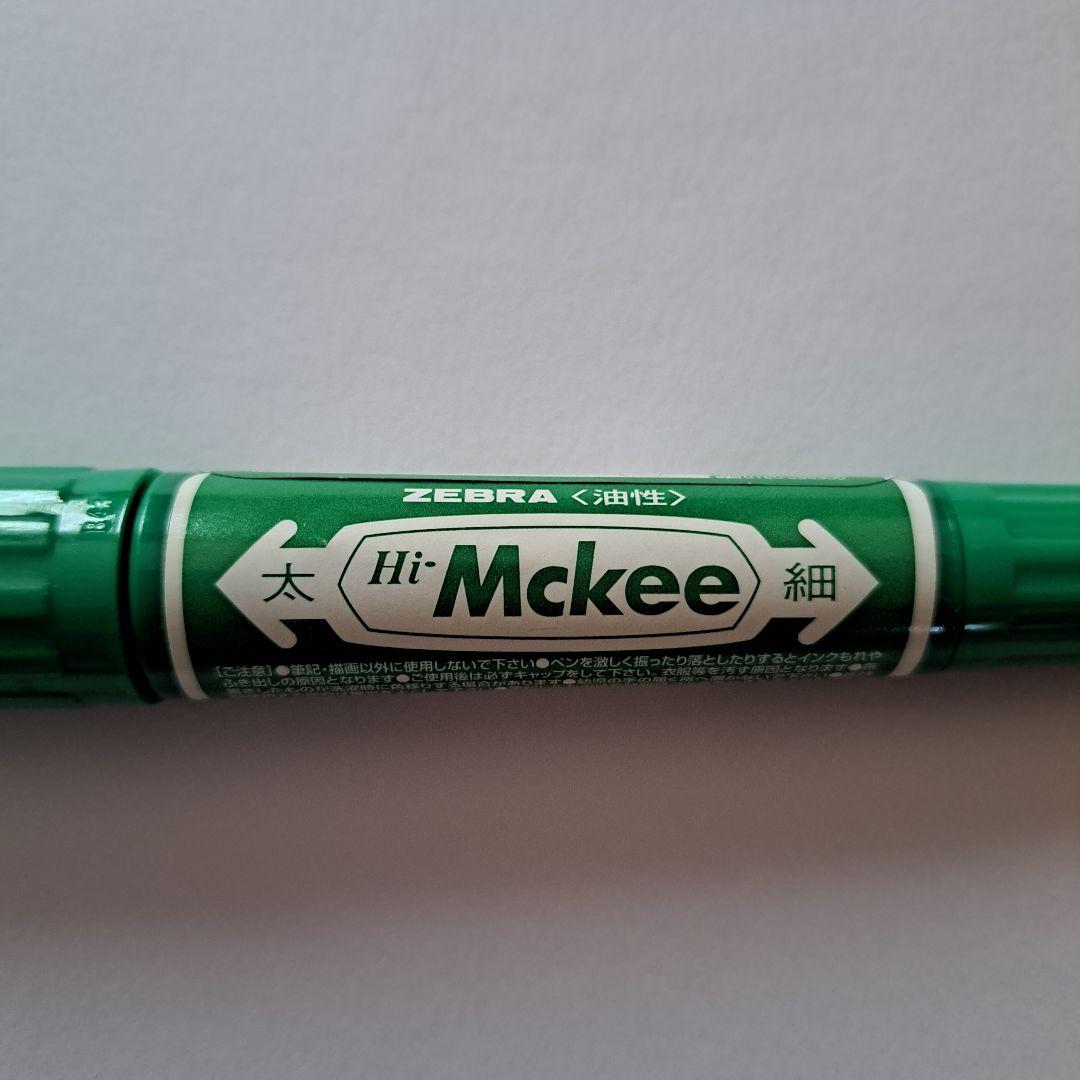 ZEBRA〈油性〉
太 Hi-Mckee 細
【ご注意】●筆記・描画以外に使用しないで下さい●ペンを激しく振ったり落としたりするとインクもれや
ふき出しの原因となります●ご使用後は必ずキャップをして下さい。衣服等を汚す原因となります●布